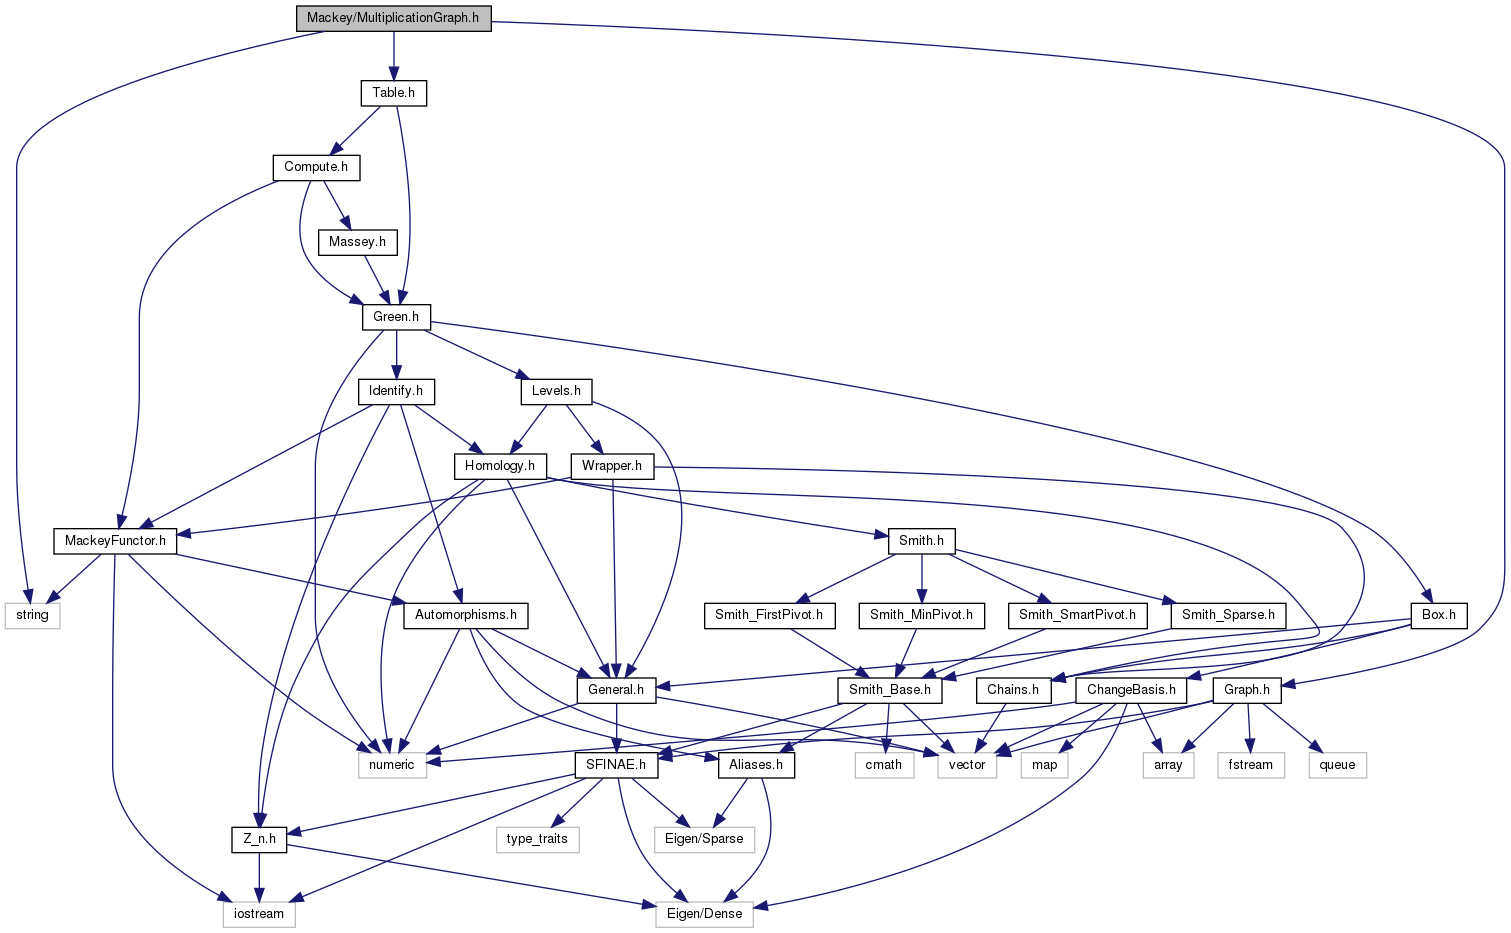 Mackey/MultiplicationGraph.h
Table.h
Compute.h
Massey.h
Green.h
Identify.h
Levels.h
Homology.h
Wrapper.h
MackeyFunctor.h
Smith.h
string
Automorphisms.h
Smith_FirstPivot.h
Smith_MinPivot.h
Smith_SmartPivot.h
Smith_Sparse.h
Box.h
General.h
Smith_Base.h
Chains.h
ChangeBasis.h
Graph.h
numeric
SFINAE.h
Aliases.h
cmath
vector
map
array
fstream
queue
Z_n.h
type_traits
Eigen/Sparse
iostream
Eigen/Dense